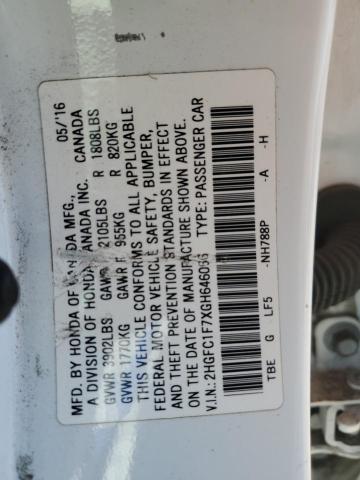 MFD. BY HONDA OF CANADA MFG., 05/'16
A DIVISION OF HONDA CANADA INC. CANADA
GVWR 3902LBS GAWR F 2105LBS R 1808LBS
GVWR 1770KG GAWR F 955KG R 820KG
THIS VEHICLE CONFORMS TO ALL APPLICABLE
FEDERAL MOTOR VEHICLE SAFETY, BUMPER,
AND THEFT PREVENTION STANDARDS IN EFFECT
ON THE DATE OF MANUFACTURE SHOWN ABOVE.
V.I.N.: TYPE: PASSENGER CAR
TBE G LF5 -NH788P -A -H